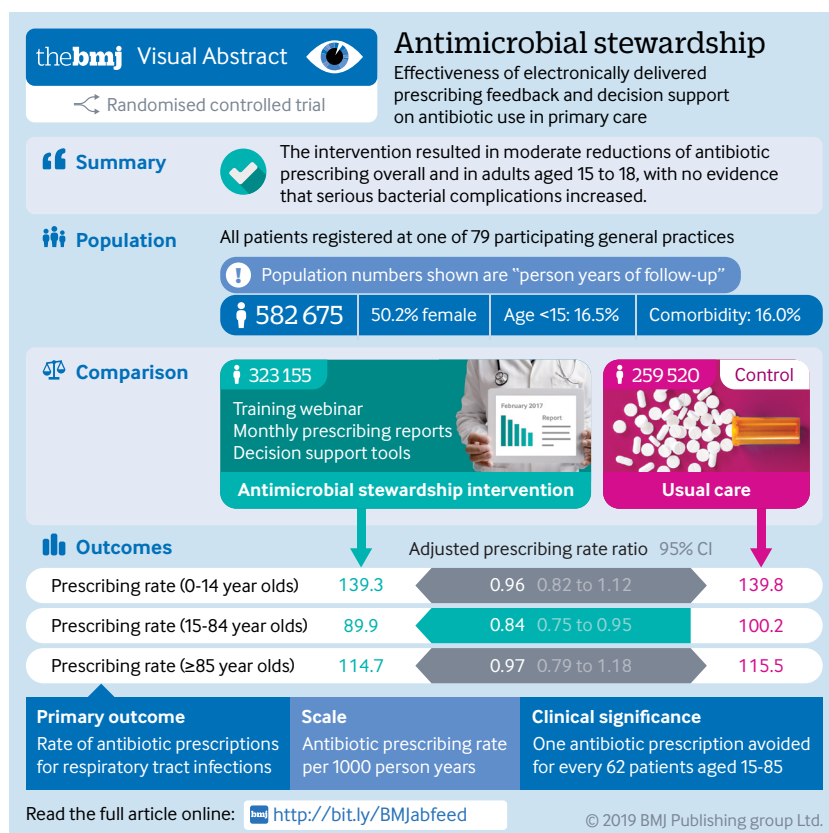 thebmj Visual Abstract
Randomised controlled trial
Antimicrobial stewardship
Effectiveness of electronically delivered
prescribing feedback and decision support
on antibiotic use in primary care
Summary
The intervention resulted in moderate reductions of antibiotic
prescribing overall and in adults aged 15 to 18, with no evidence
that serious bacterial complications increased.
Population
All patients registered at one of 79 participating general practices
! Population numbers shown are "person years of follow-up"
582 675 50.2% female Age <15: 16.5% Comorbidity: 16.0%
Comparison
323 155
Training webinar
Monthly prescribing reports
Decision support tools
February 2017
Report
Antimicrobial stewardship intervention
259 520 Control
Usual care
Outcomes
Adjusted prescribing rate ratio 95% CI
Prescribing rate (0-14 year olds) 139.3 0.96 0.82 to 1.12 139.8
Prescribing rate (15-84 year olds) 89.9 0.84 0.75 to 0.95 100.2
Prescribing rate (≥85 year olds) 114.7 0.97 0.79 to 1.18 115.5
Primary outcome
Rate of antibiotic prescriptions
for respiratory tract infections
Scale
Antibiotic prescribing rate
per 1000 person years
Clinical significance
One antibiotic prescription avoided
for every 62 patients aged 15-85
Read the full article online: bmj http://bit.ly/BMJabfeed
© 2019 BMJ Publishing group Ltd.